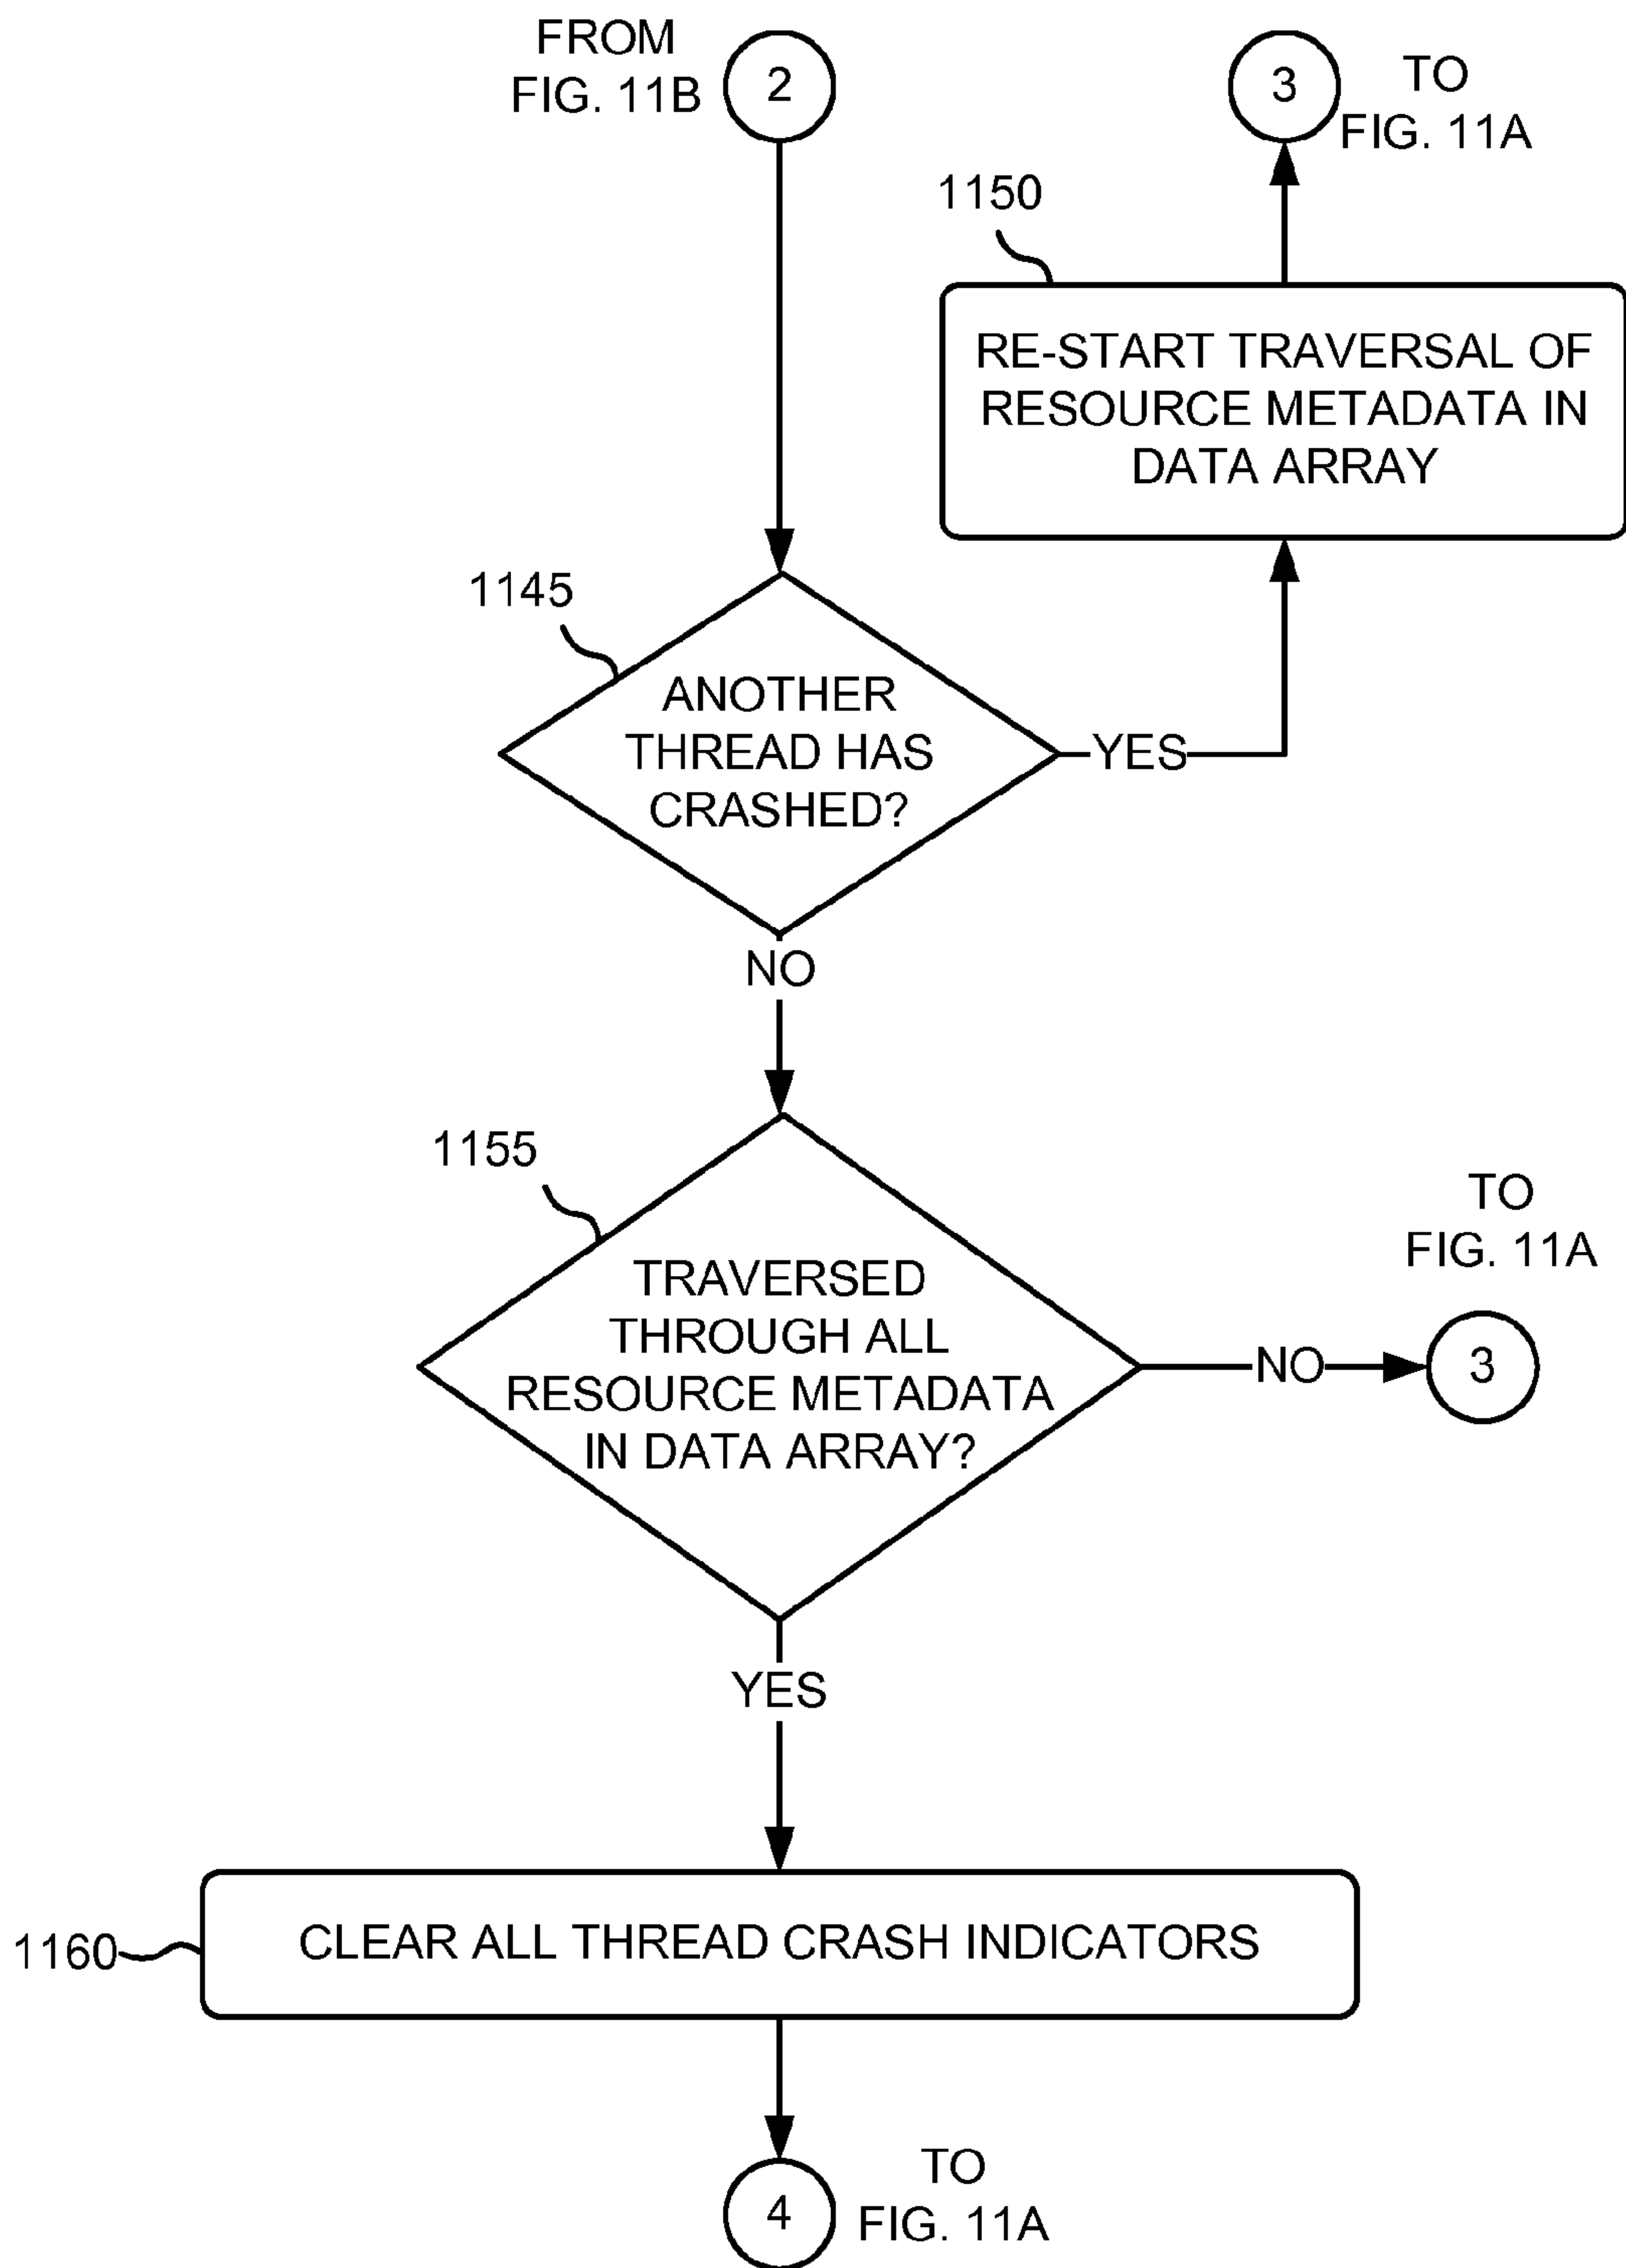 FROM
FIG. 11B
2
3
TO
FIG. 11A
1150
RE-START TRAVERSAL OF
RESOURCE METADATA IN
DATA ARRAY
1145
ANOTHER
THREAD HAS
CRASHED?
YES
NO
1155
TRAVERSED
THROUGH ALL
RESOURCE METADATA
IN DATA ARRAY?
NO
TO
FIG. 11A
3
YES
1160
CLEAR ALL THREAD CRASH INDICATORS
4
TO
FIG. 11A